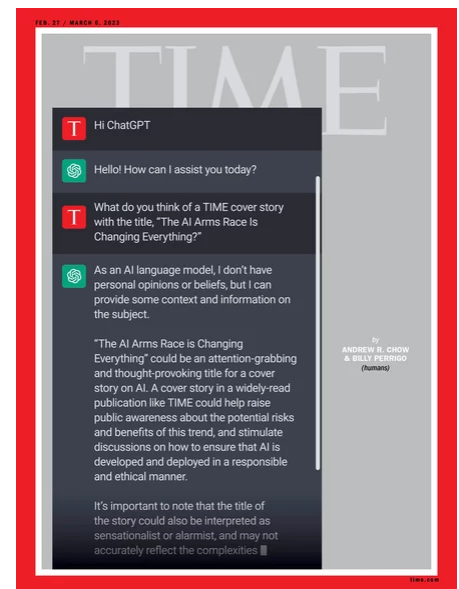 FEB. 27 / MARCH 6, 2023
TIME
T
Hi ChatGPT
Hello! How can I assist you today?
T
What do you think of a TIME cover story
with the title, “The AI Arms Race Is
Changing Everything?”
As an AI language model, I don’t have
personal opinions or beliefs, but I can
provide some context and information on
the subject.
“The AI Arms Race is Changing
Everything” could be an attention-grabbing
and thought-provoking title for a cover
story on AI. A cover story in a widely-read
publication like TIME could help raise
public awareness about the potential risks
and benefits of this trend, and stimulate
discussions on how to ensure that AI is
developed and deployed in a responsible
and ethical manner.
It’s important to note that the title of
the story could also be interpreted as
sensationalist or alarmist, and may not
accurately reflect the complexities
by
ANDREW R. CHOW
& BILLY PERRIGO
(humans)
time.com